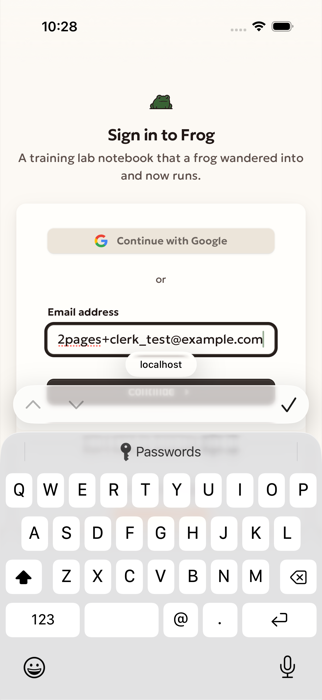 10:28
Sign in to Frog
A training lab notebook that a frog wandered into
and now runs.
Continue with Google
or
Email address
2pages+clerk_test@example.com
localhost
Continue
Passwords
Q W E R T Y U I O P
A S D F G H J K L
Z X C V B N M
123 @ .